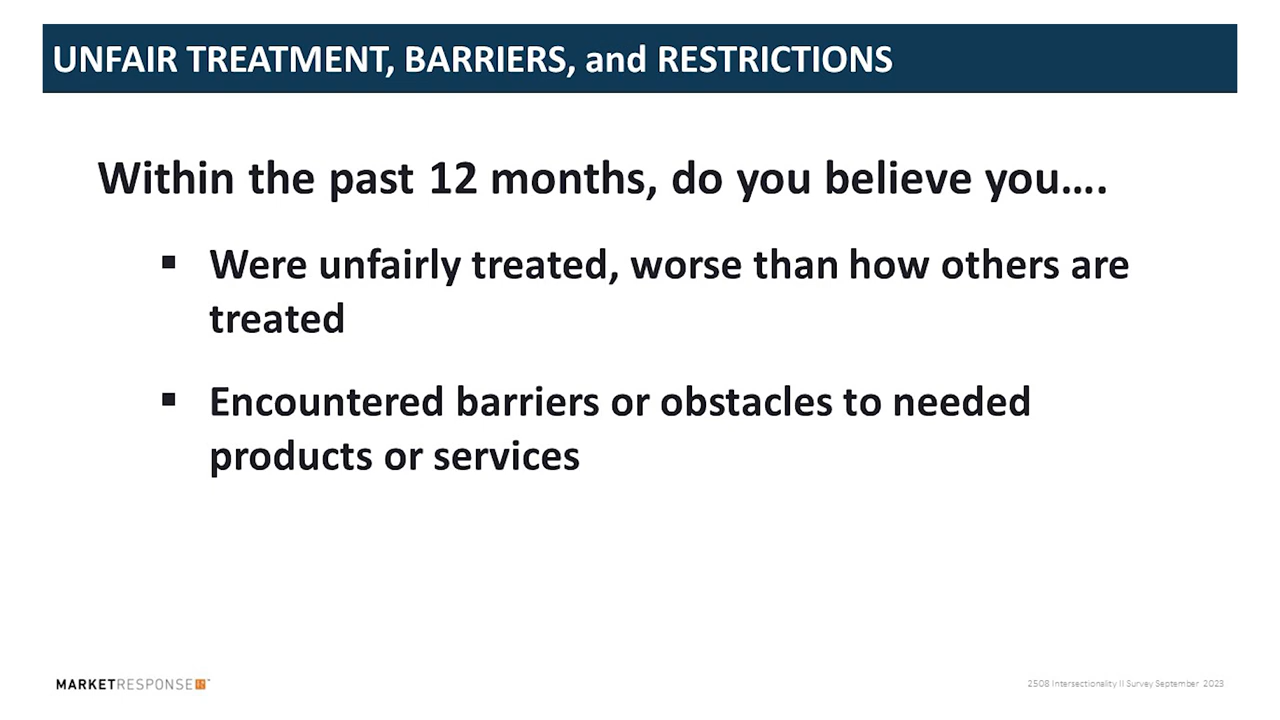 UNFAIR TREATMENT, BARRIERS, and RESTRICTIONS
Within the past 12 months, do you believe you....
▪ Were unfairly treated, worse than how others are
treated
▪ Encountered barriers or obstacles to needed
products or services
MARKETRESPONSE
2508 Intersectionality II Survey September 2023